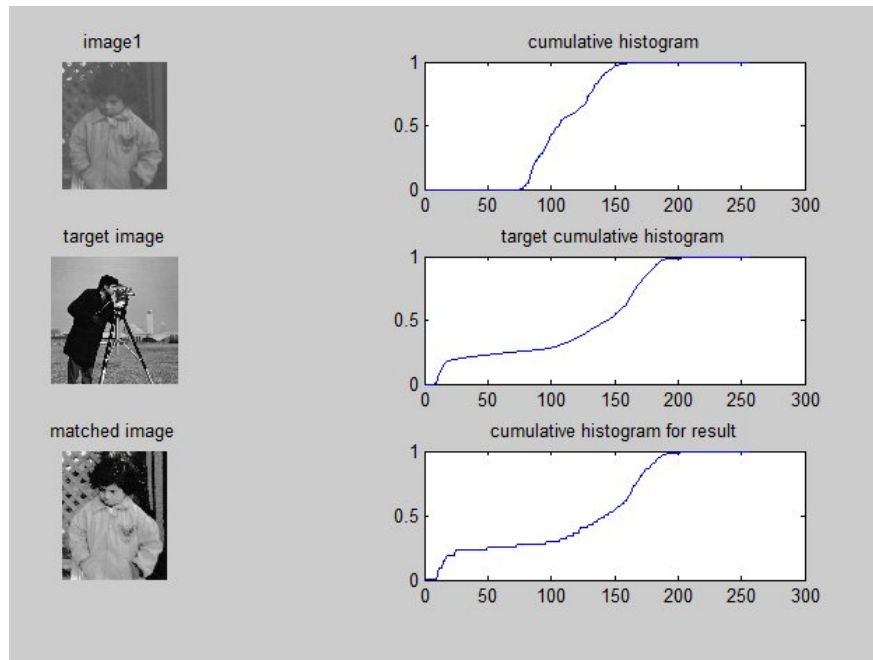 image1
cumulative histogram
1
0.5
0
0 50 100 150 200 250 300
target image
target cumulative histogram
1
0.5
0
0 50 100 150 200 250 300
matched image
cumulative histogram for result
1
0.5
0
0 50 100 150 200 250 300